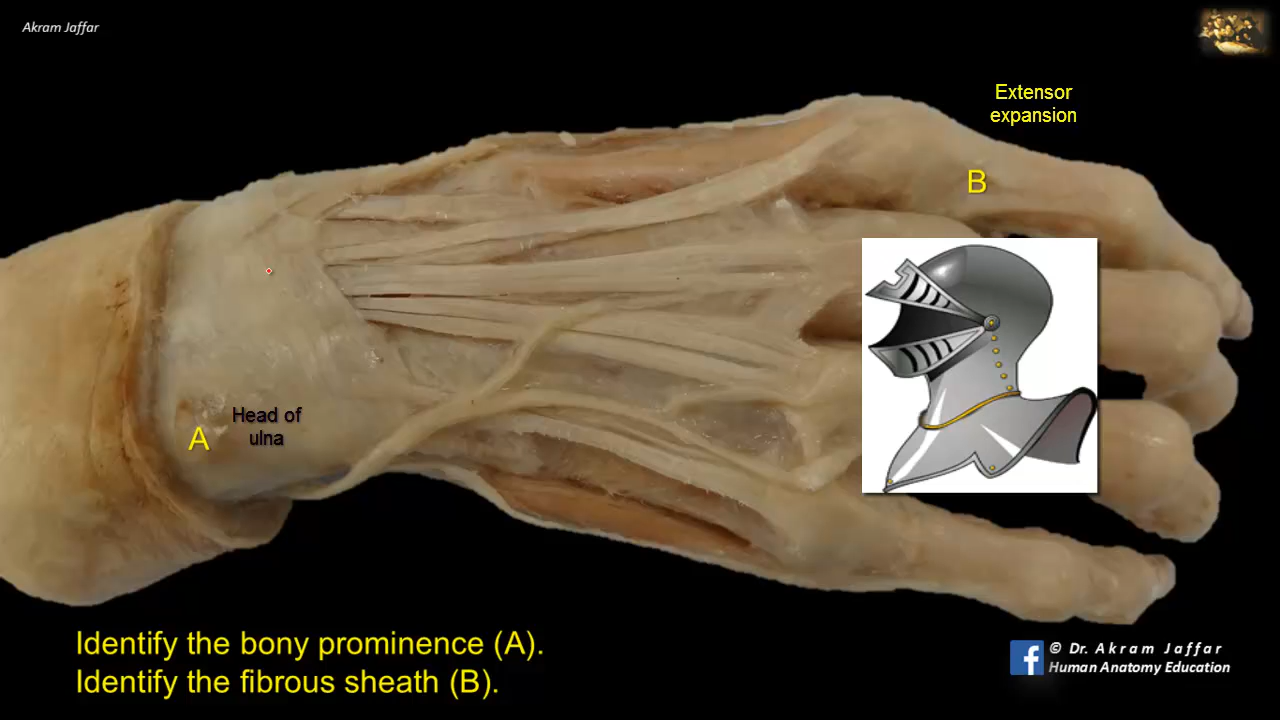 Akram Jaffar
Extensor
expansion
B
Head of
ulna
A
Identify the bony prominence (A).
Identify the fibrous sheath (B).
© Dr. Akram Jaffar
Human Anatomy Education